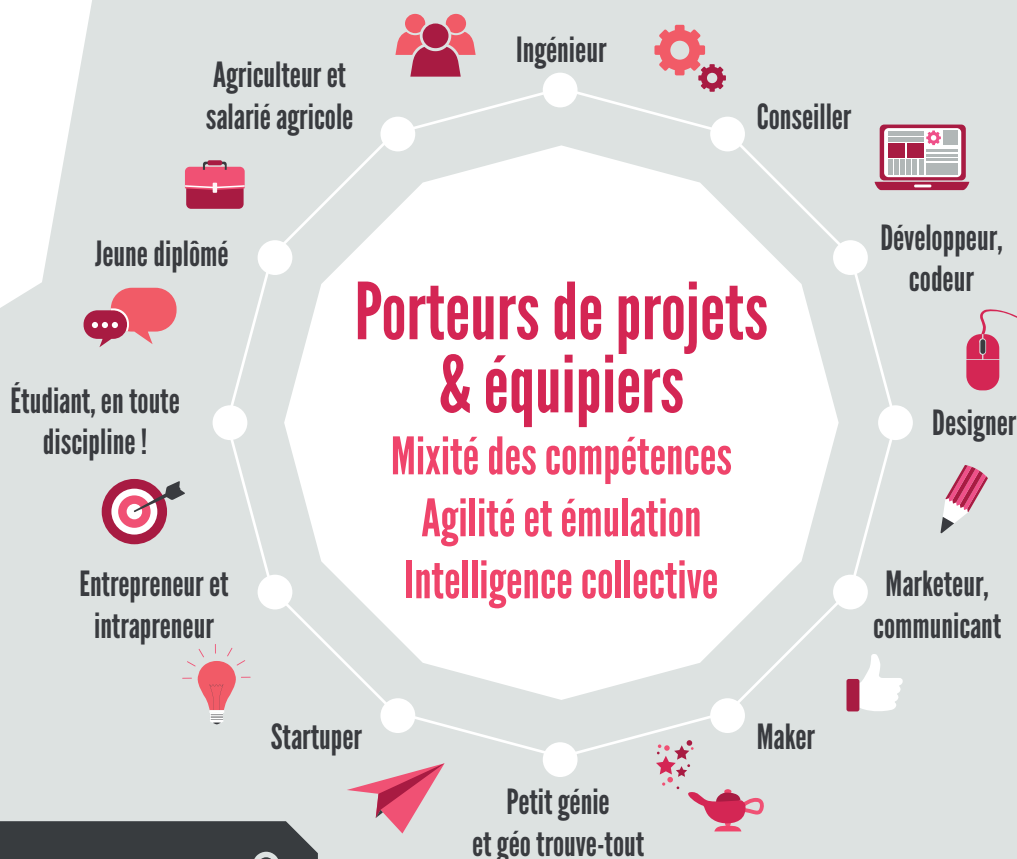 Ingénieur
Agriculteur et
salarié agricole
Conseiller
Jeune diplômé
Développeur,
codeur
Porteurs de projets
& équipiers
Mixité des compétences
Agilité et émulation
Intelligence collective
Étudiant, en toute
discipline !
Designer
Entrepreneur et
intrapreneur
Marketeur,
communicant
Startuper
Maker
Petit génie
et géo trouve-tout